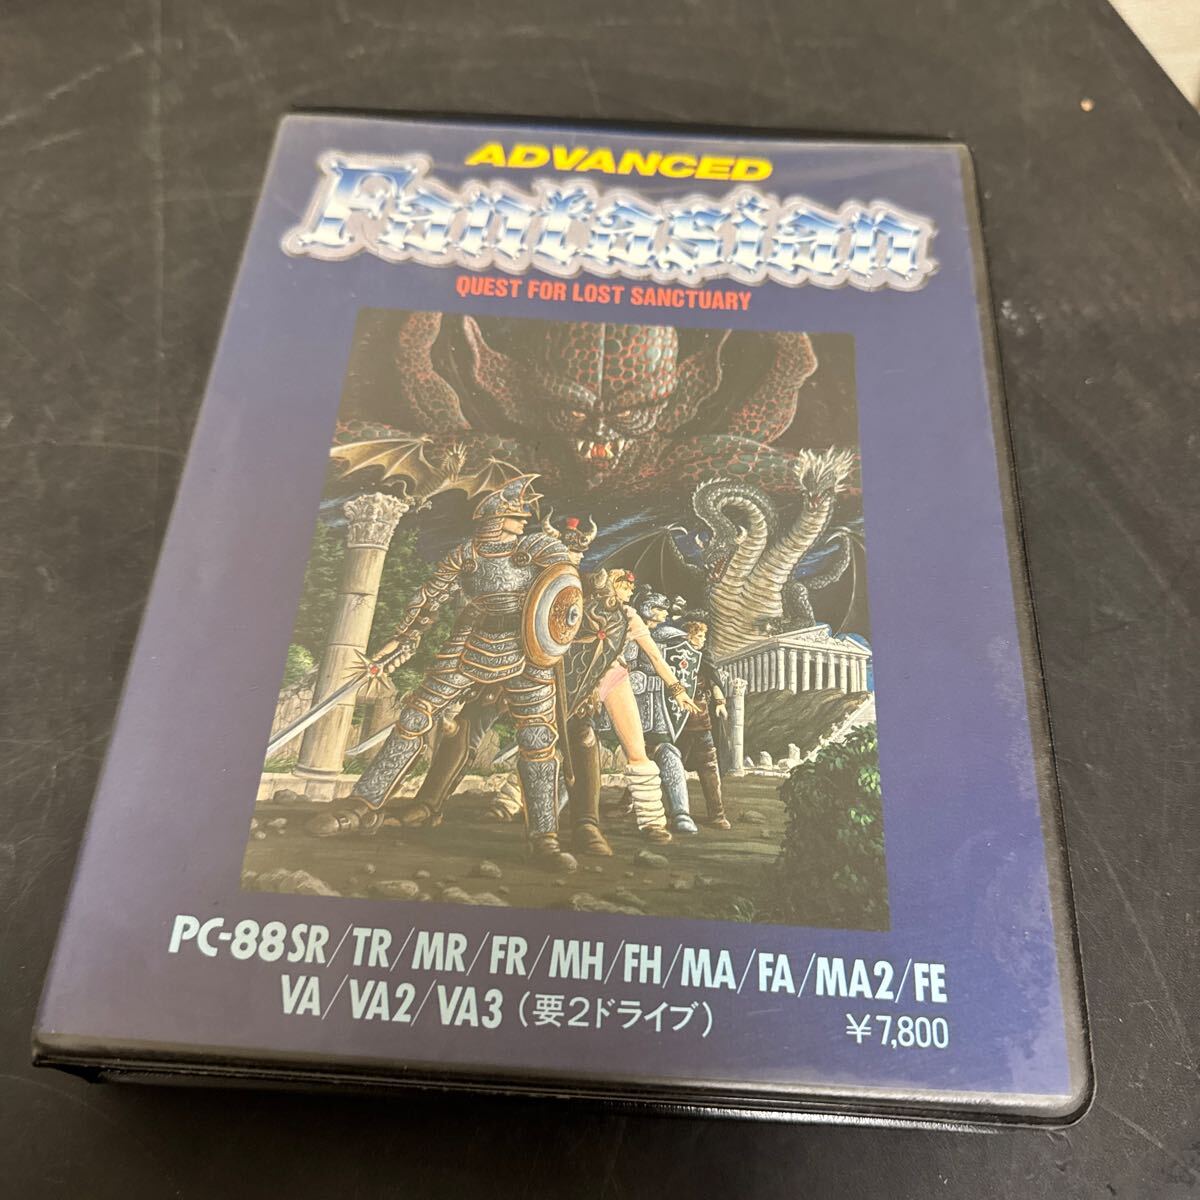 ADVANCED
Fantasian
QUEST FOR LOST SANCTUARY
PC-88SR/TR/MR/FR/MH/FH/MA/FA/MA2/FE
VA/VA2/VA3(要2ドライブ)
¥7,800